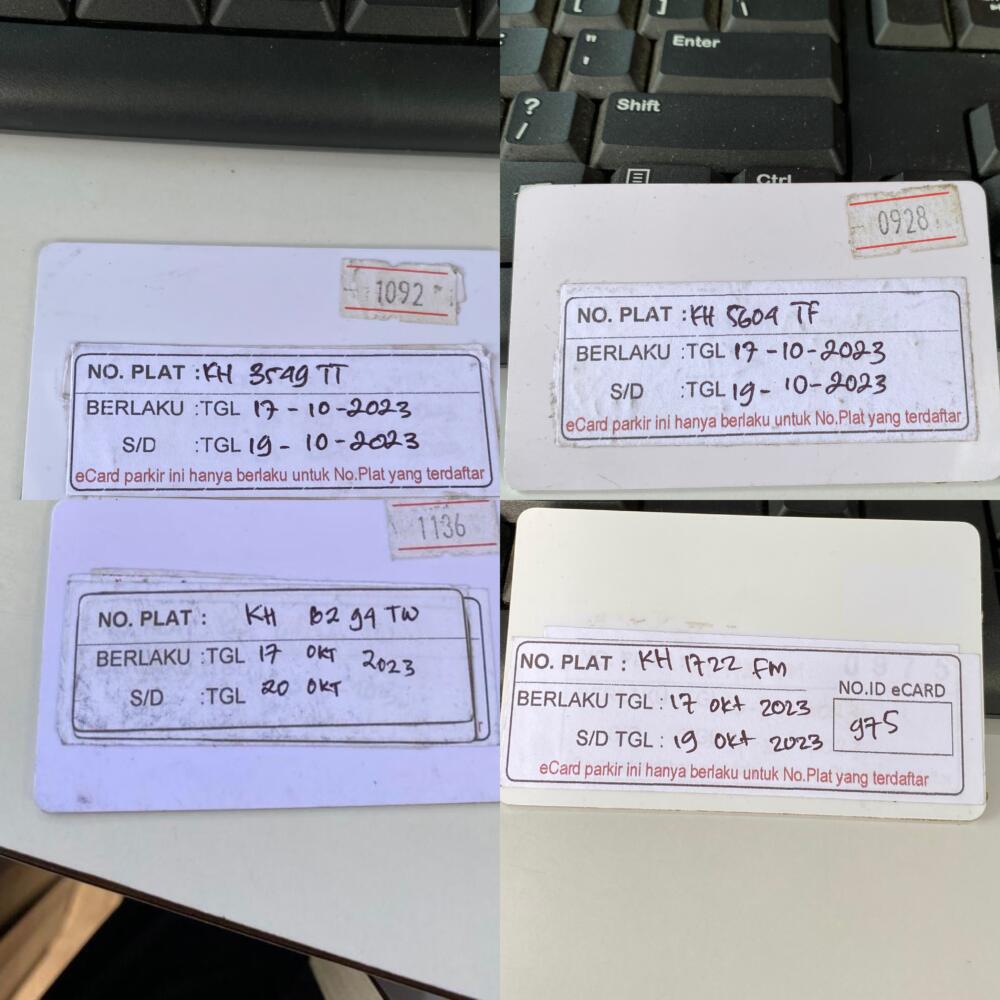 1092
NO. PLAT : KH 3549 TT
BERLAKU : TGL 17 - 10 - 2023
S/D : TGL 19 - 10 - 2023
eCard parkir ini hanya berlaku untuk No.Plat yang terdaftar
Enter
?
/
Shift
Ctrl
0928
NO. PLAT : KH 5604 TF
BERLAKU : TGL 17 - 10 - 2023
S/D : TGL 19 - 10 - 2023
eCard parkir ini hanya berlaku untuk No.Plat yang terdaftar
1136
NO. PLAT : KH
BERLAKU : TGL 17 OKT 2023
S/D : TGL 20 OKT
NO. PLAT : KH 1722 FM
NO.ID eCARD
BERLAKU TGL : 17 OKT 2023
975
S/D TGL : 19 OKT 2023
eCard parkir ini hanya berlaku untuk No.Plat yang terdaftar